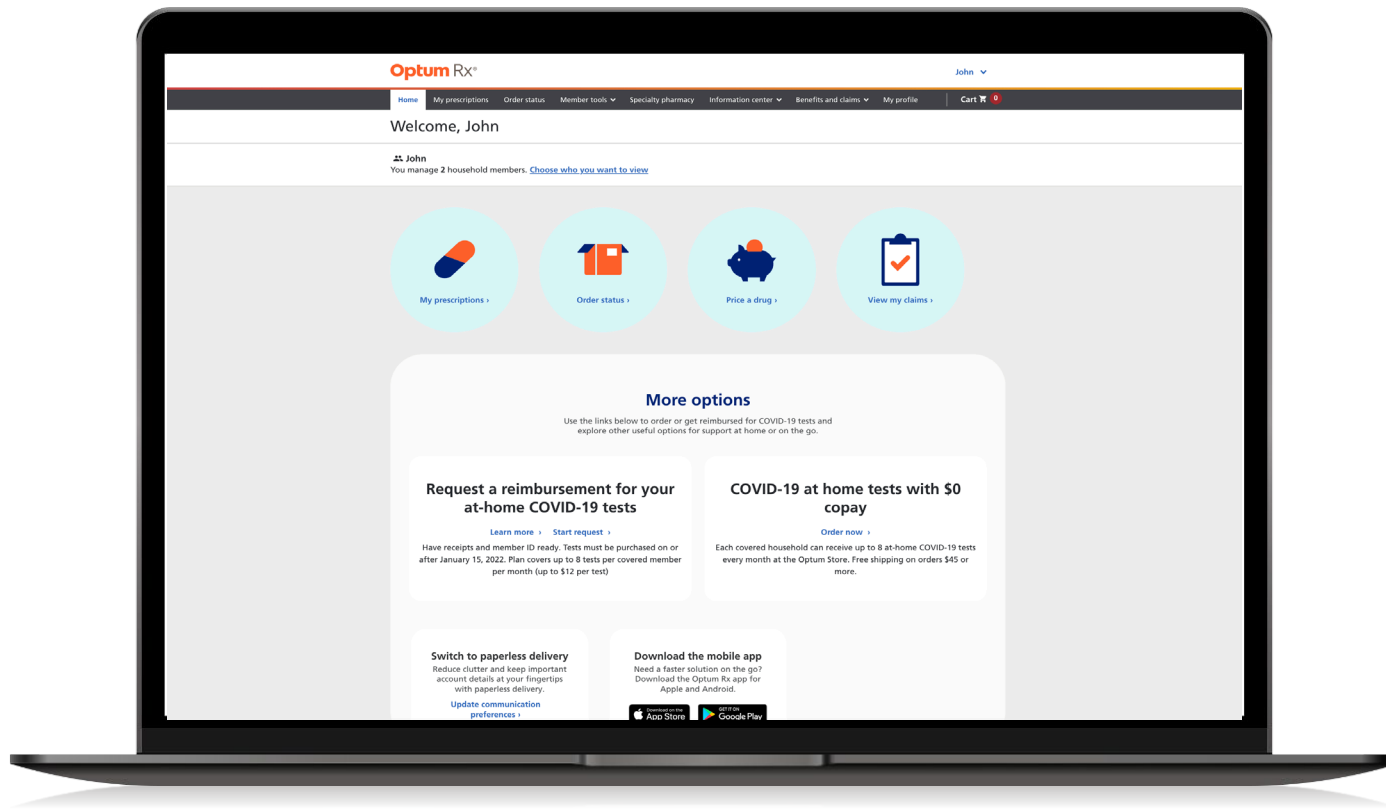 Optum Rx®
John
Home My prescriptions Order status Member tools Specialty pharmacy Information center Benefits and claims My profile Cart 0
Welcome, John
John
You manage 2 household members. Choose who you want to view
My prescriptions ›
Order status ›
Price a drug ›
View my claims ›
More options
Use the links below to order or get reimbursed for COVID-19 tests and
explore other useful options for support at home or on the go.
Request a reimbursement for your
at-home COVID-19 tests
Learn more › Start request ›
Have receipts and member ID ready. Tests must be purchased on or
after January 15, 2022. Plan covers up to 8 tests per covered member
per month (up to $12 per test)
COVID-19 at home tests with $0
copay
Order now ›
Each covered household can receive up to 8 at-home COVID-19 tests
every month at the Optum Store. Free shipping on orders $45 or
more.
Switch to paperless delivery
Reduce clutter and keep important
account details at your fingertips
with paperless delivery.
Update communication
preferences ›
Download the mobile app
Need a faster solution on the go?
Download the Optum Rx app for
Apple and Android.
Download on the
App Store
GET IT ON
Google Play